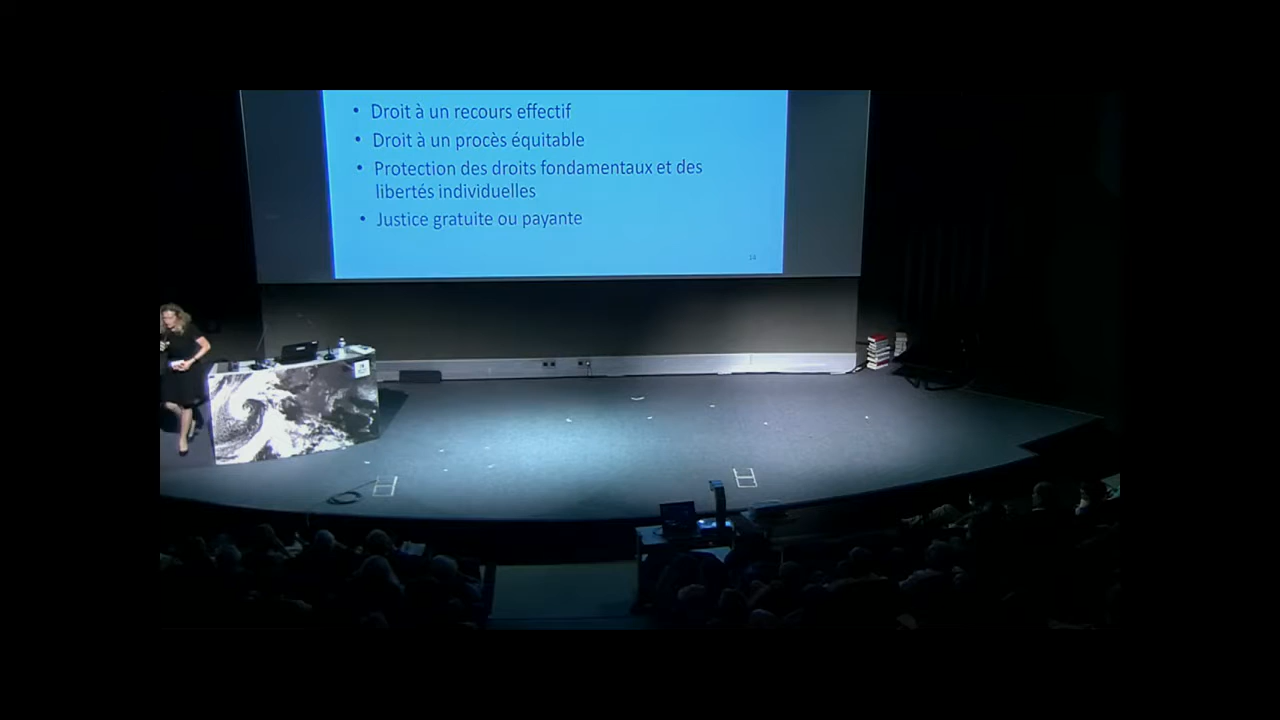 • Droit à un recours effectif
• Droit à un procès équitable
• Protection des droits fondamentaux et des
libertés individuelles
• Justice gratuite ou payante